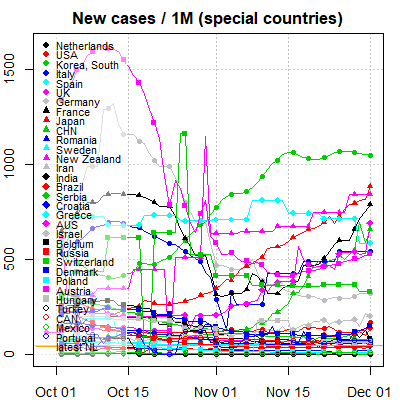 New cases / 1M (special countries)
1500
1000
500
0
Netherlands
USA
Korea, South
Italy
Spain
UK
Germany
France
Japan
CHN
Romania
Sweden
New Zealand
Iran
India
Brazil
Serbia
Croatia
Greece
AUS
Israel
Belgium
Russia
Switzerland
Denmark
Poland
Austria
Hungary
Turkey
CAN
Mexico
Portugal
latest NL
Oct 01
Oct 15
Nov 01
Nov 15
Dec 01